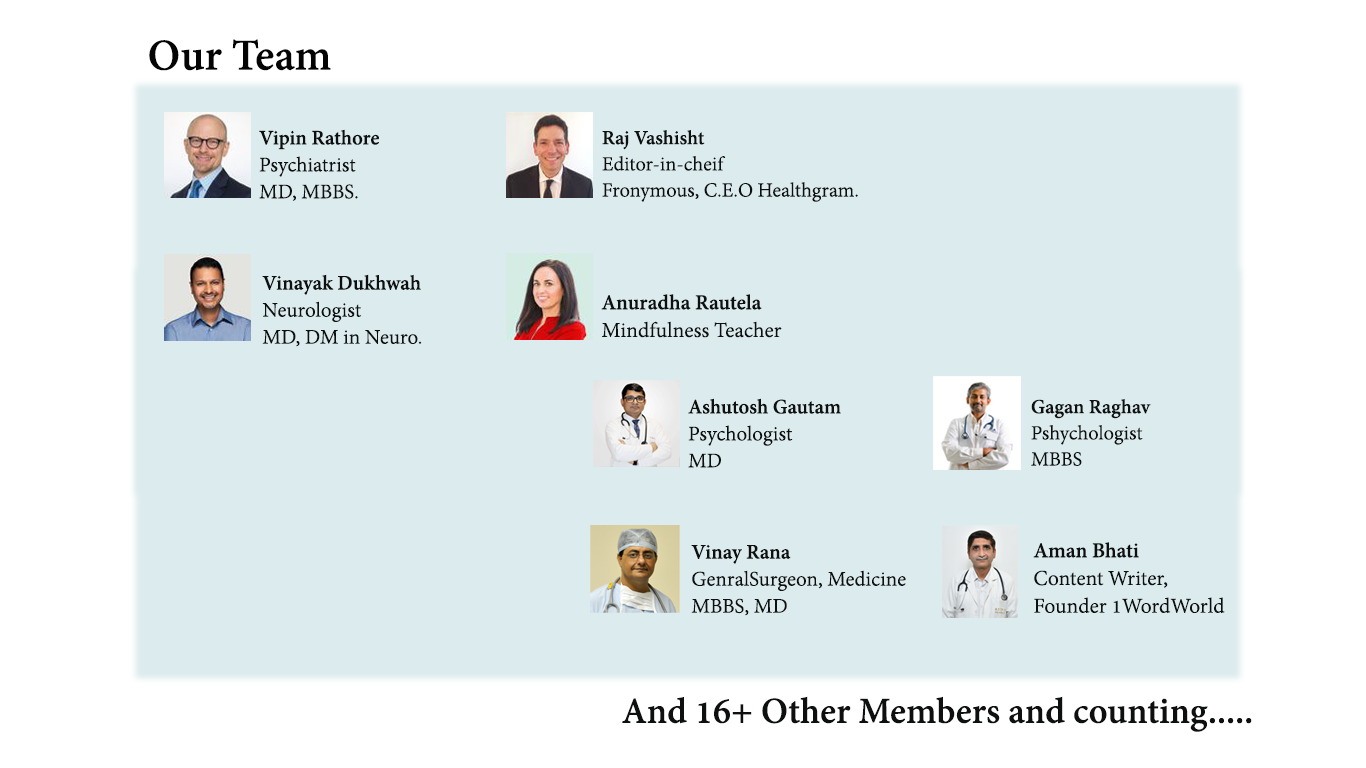 Our Team
Vipin Rathore
Psychiatrist
MD, MBBS.
Raj Vashisht
Editor-in-cheif
Fronymous, C.E.O Healthgram.
Vinayak Dukhwah
Neurologist
MD, DM in Neuro.
Anuradha Rautela
Mindfulness Teacher
Ashutosh Gautam
Psychologist
MD
Gagan Raghav
Pshychologist
MBBS
Vinay Rana
GenralSurgeon, Medicine
MBBS, MD
Aman Bhati
Content Writer,
Founder 1WordWorld
And 16+ Other Members and counting.....